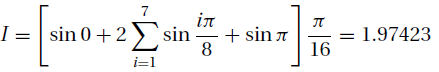 I = [ sin 0 + 2 ∑_{i=1}^{7} sin iπ/8 + sin π ] π/16 = 1.97423